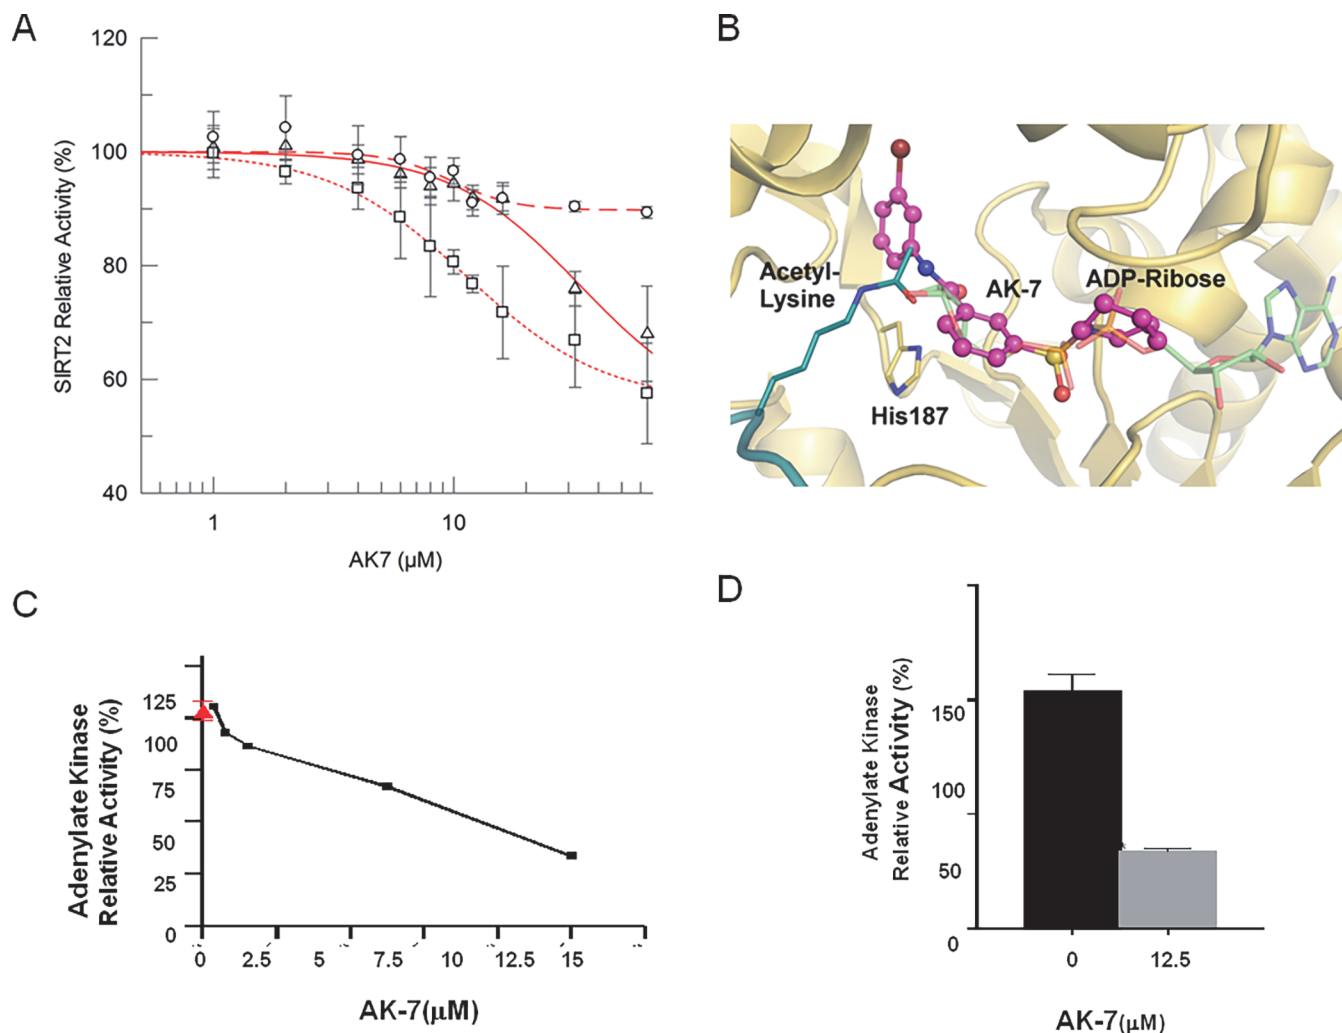 A
120
100
80
60
40
SIRT2 Relative Activity (%)
1
10
AK7 (µM)
B
Acetyl-
Lysine
AK-7
ADP-Ribose
His187
C
Adenylate Kinase
Relative Activity (%)
125
100
75
50
25
0
0 2.5 5 7.5 10 12.5 15
AK-7(µM)
D
Adenylate Kinase
Relative Activity (%)
150
100
50
0
0 12.5
AK-7(µM)